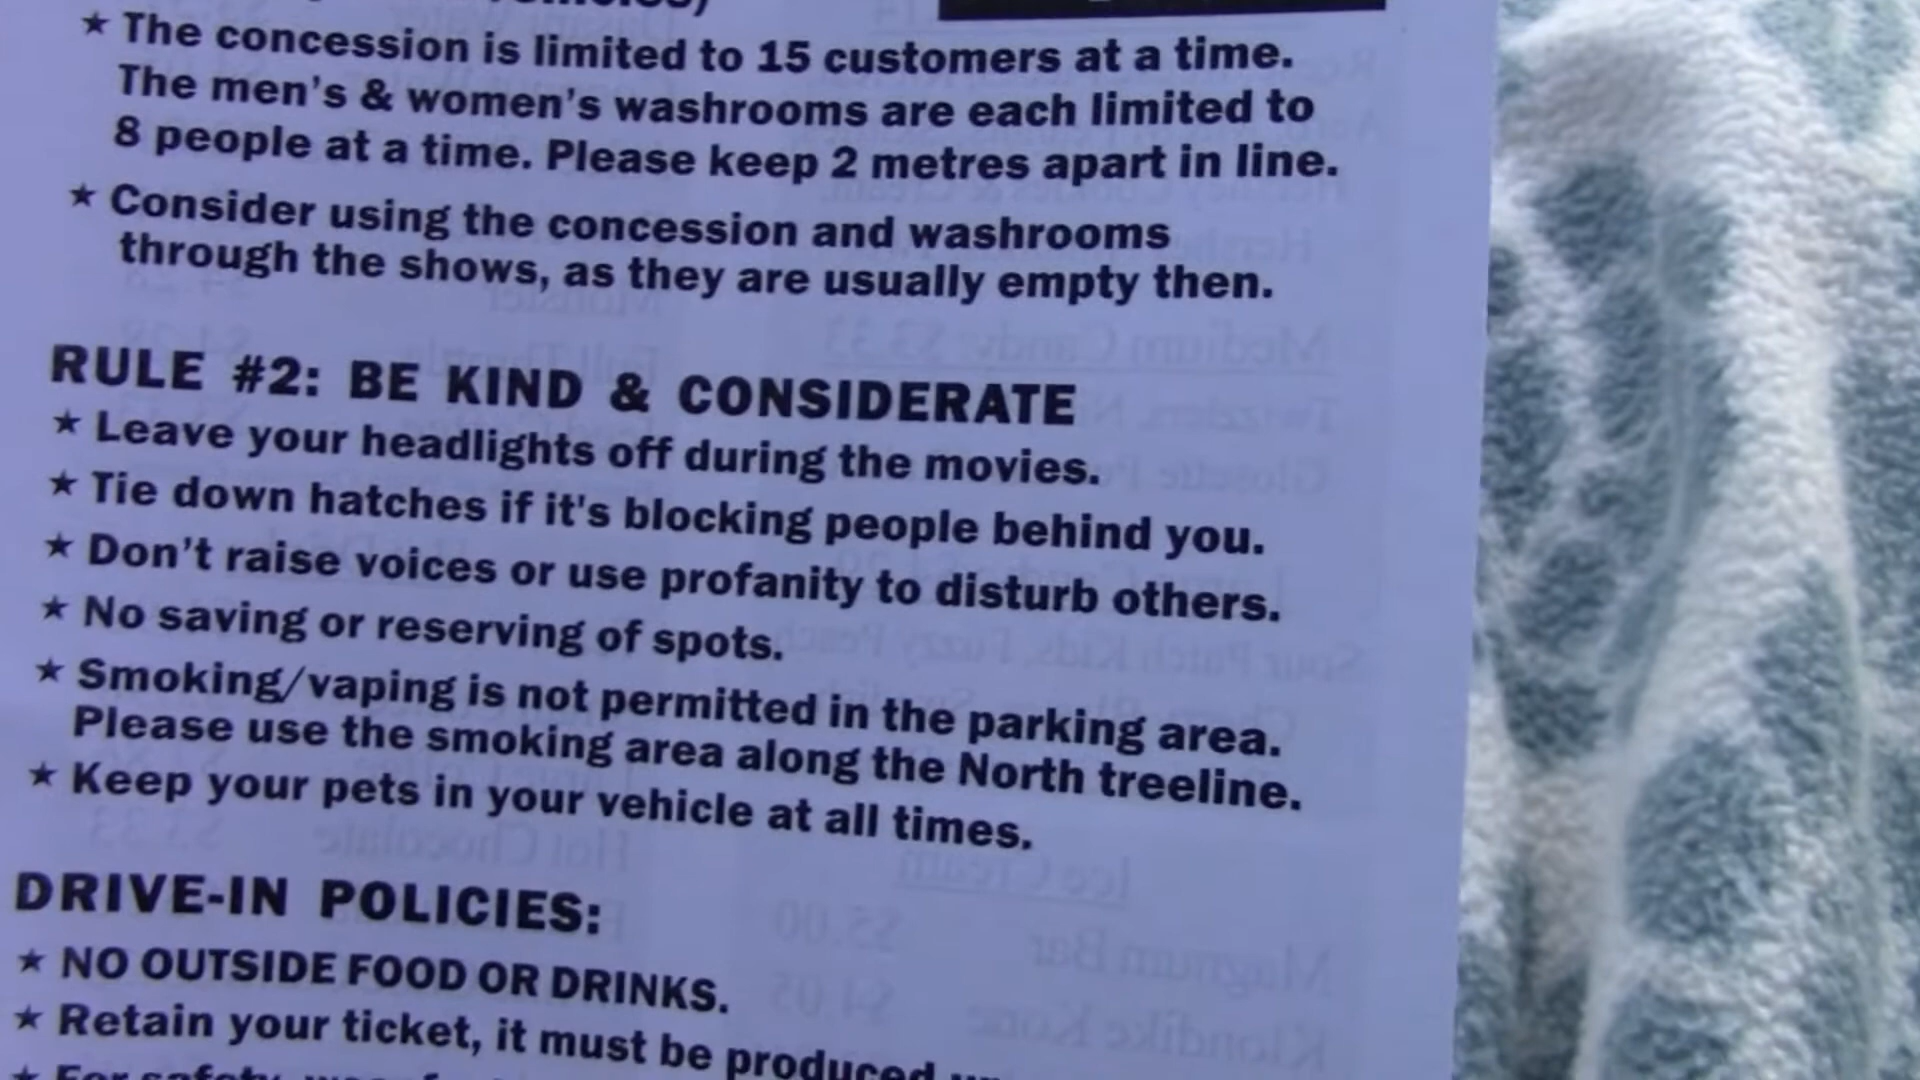 ★ The concession is limited to 15 customers at a time.
The men's & women's washrooms are each limited to
8 people at a time. Please keep 2 metres apart in line.
★ Consider using the concession and washrooms
through the shows, as they are usually empty then.
RULE #2: BE KIND & CONSIDERATE
★ Leave your headlights off during the movies.
★ Tie down hatches if it's blocking people behind you.
★ Don't raise voices or use profanity to disturb others.
★ No saving or reserving of spots.
★ Smoking/vaping is not permitted in the parking area.
Please use the smoking area along the North treeline.
★ Keep your pets in your vehicle at all times.
DRIVE-IN POLICIES:
★ NO OUTSIDE FOOD OR DRINKS.
★ Retain your ticket, it must be produced
★ For safety,